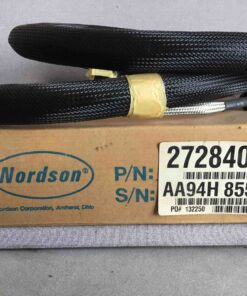 Nordson
P/N: 272840
S/N: AA94H 855
PO# 132250
Nordson Corporation, Amherst, Ohio